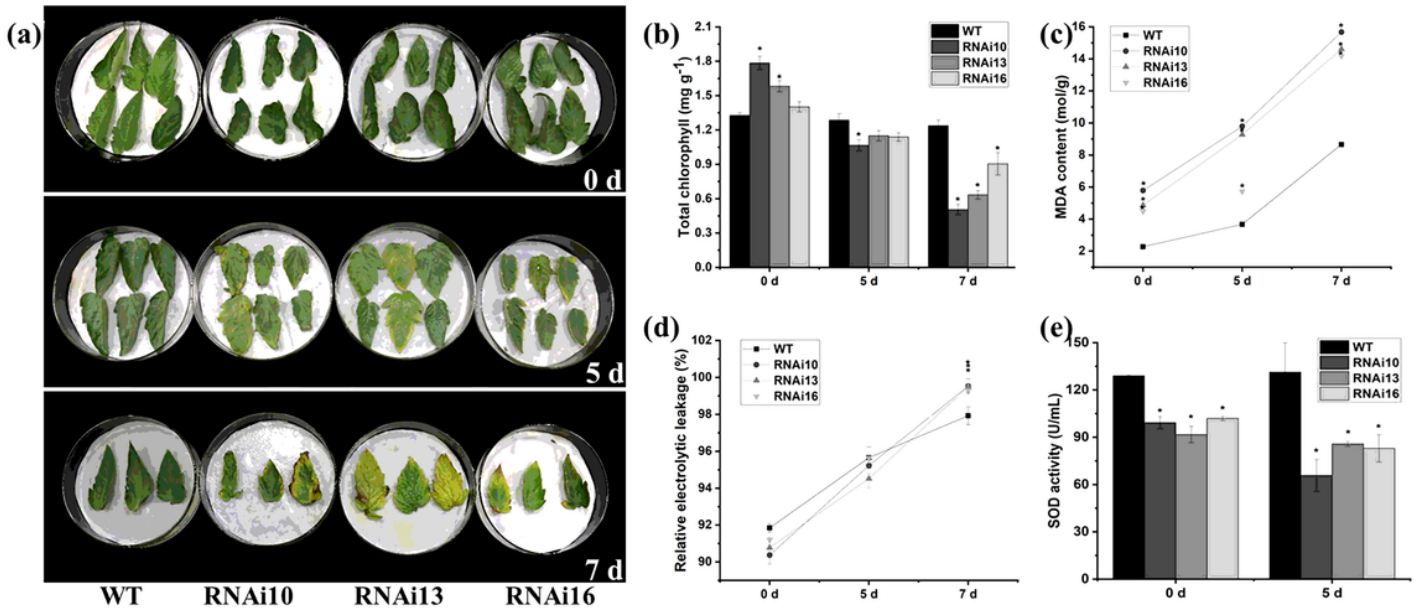 (a)
0 d
5 d
7 d
WT RNAi10 RNAi13 RNAi16
(b)
Total chlorophyll (mg g⁻¹)
2.1
1.8
1.5
1.2
0.9
0.6
0.3
0.0
WT
RNAi10
RNAi13
RNAi16
* * * * * *
0 d 5 d 7 d
(c)
MDA content (mol/g)
16
14
12
10
8
6
4
2
WT
RNAi10
RNAi13
RNAi16
0 d 5 d 7 d
(d)
Relative electrolytic leakage (%)
102
100
98
96
94
92
90
WT
RNAi10
RNAi13
RNAi16
0 d 5 d 7 d
(e)
SOD activity (U/mL)
150
120
90
60
30
0
WT
RNAi10
RNAi13
RNAi16
* * * * * *
0 d 5 d